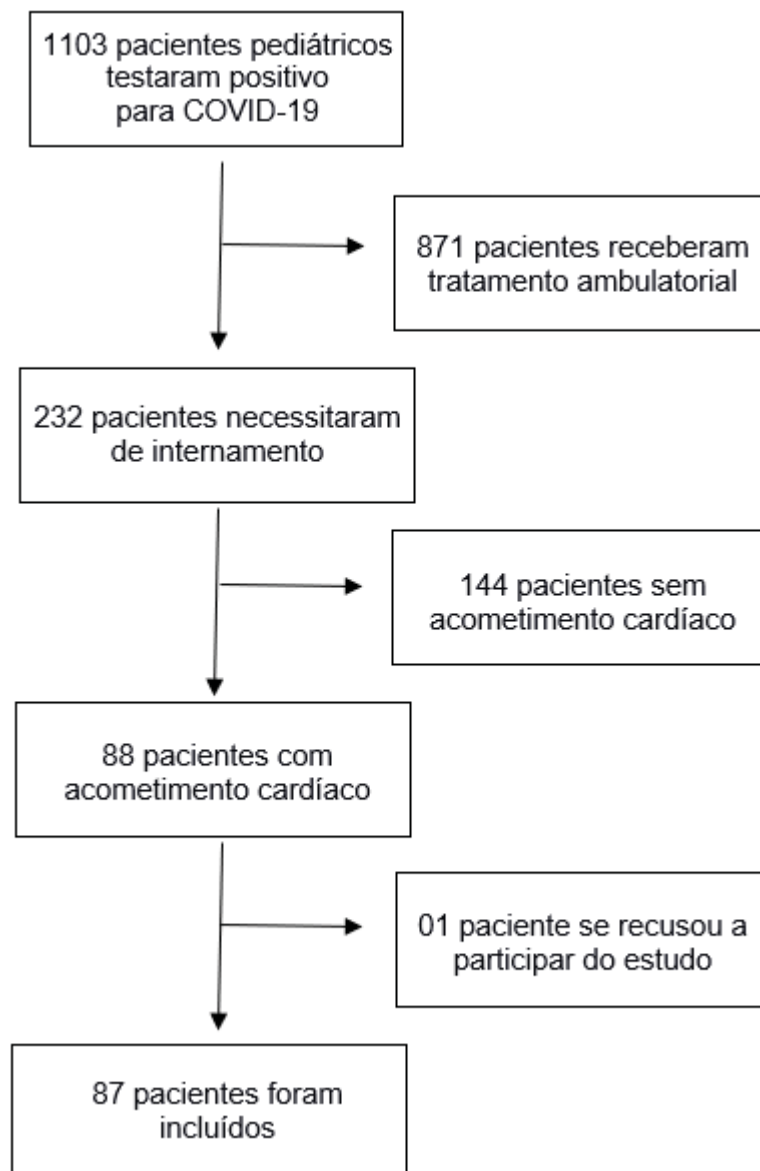 1103 pacientes pediátricos
testaram positivo
para COVID-19
871 pacientes receberam
tratamento ambulatorial
232 pacientes necessitaram
de internamento
144 pacientes sem
acometimento cardíaco
88 pacientes com
acometimento cardíaco
01 paciente se recusou a
participar do estudo
87 pacientes foram
incluídos